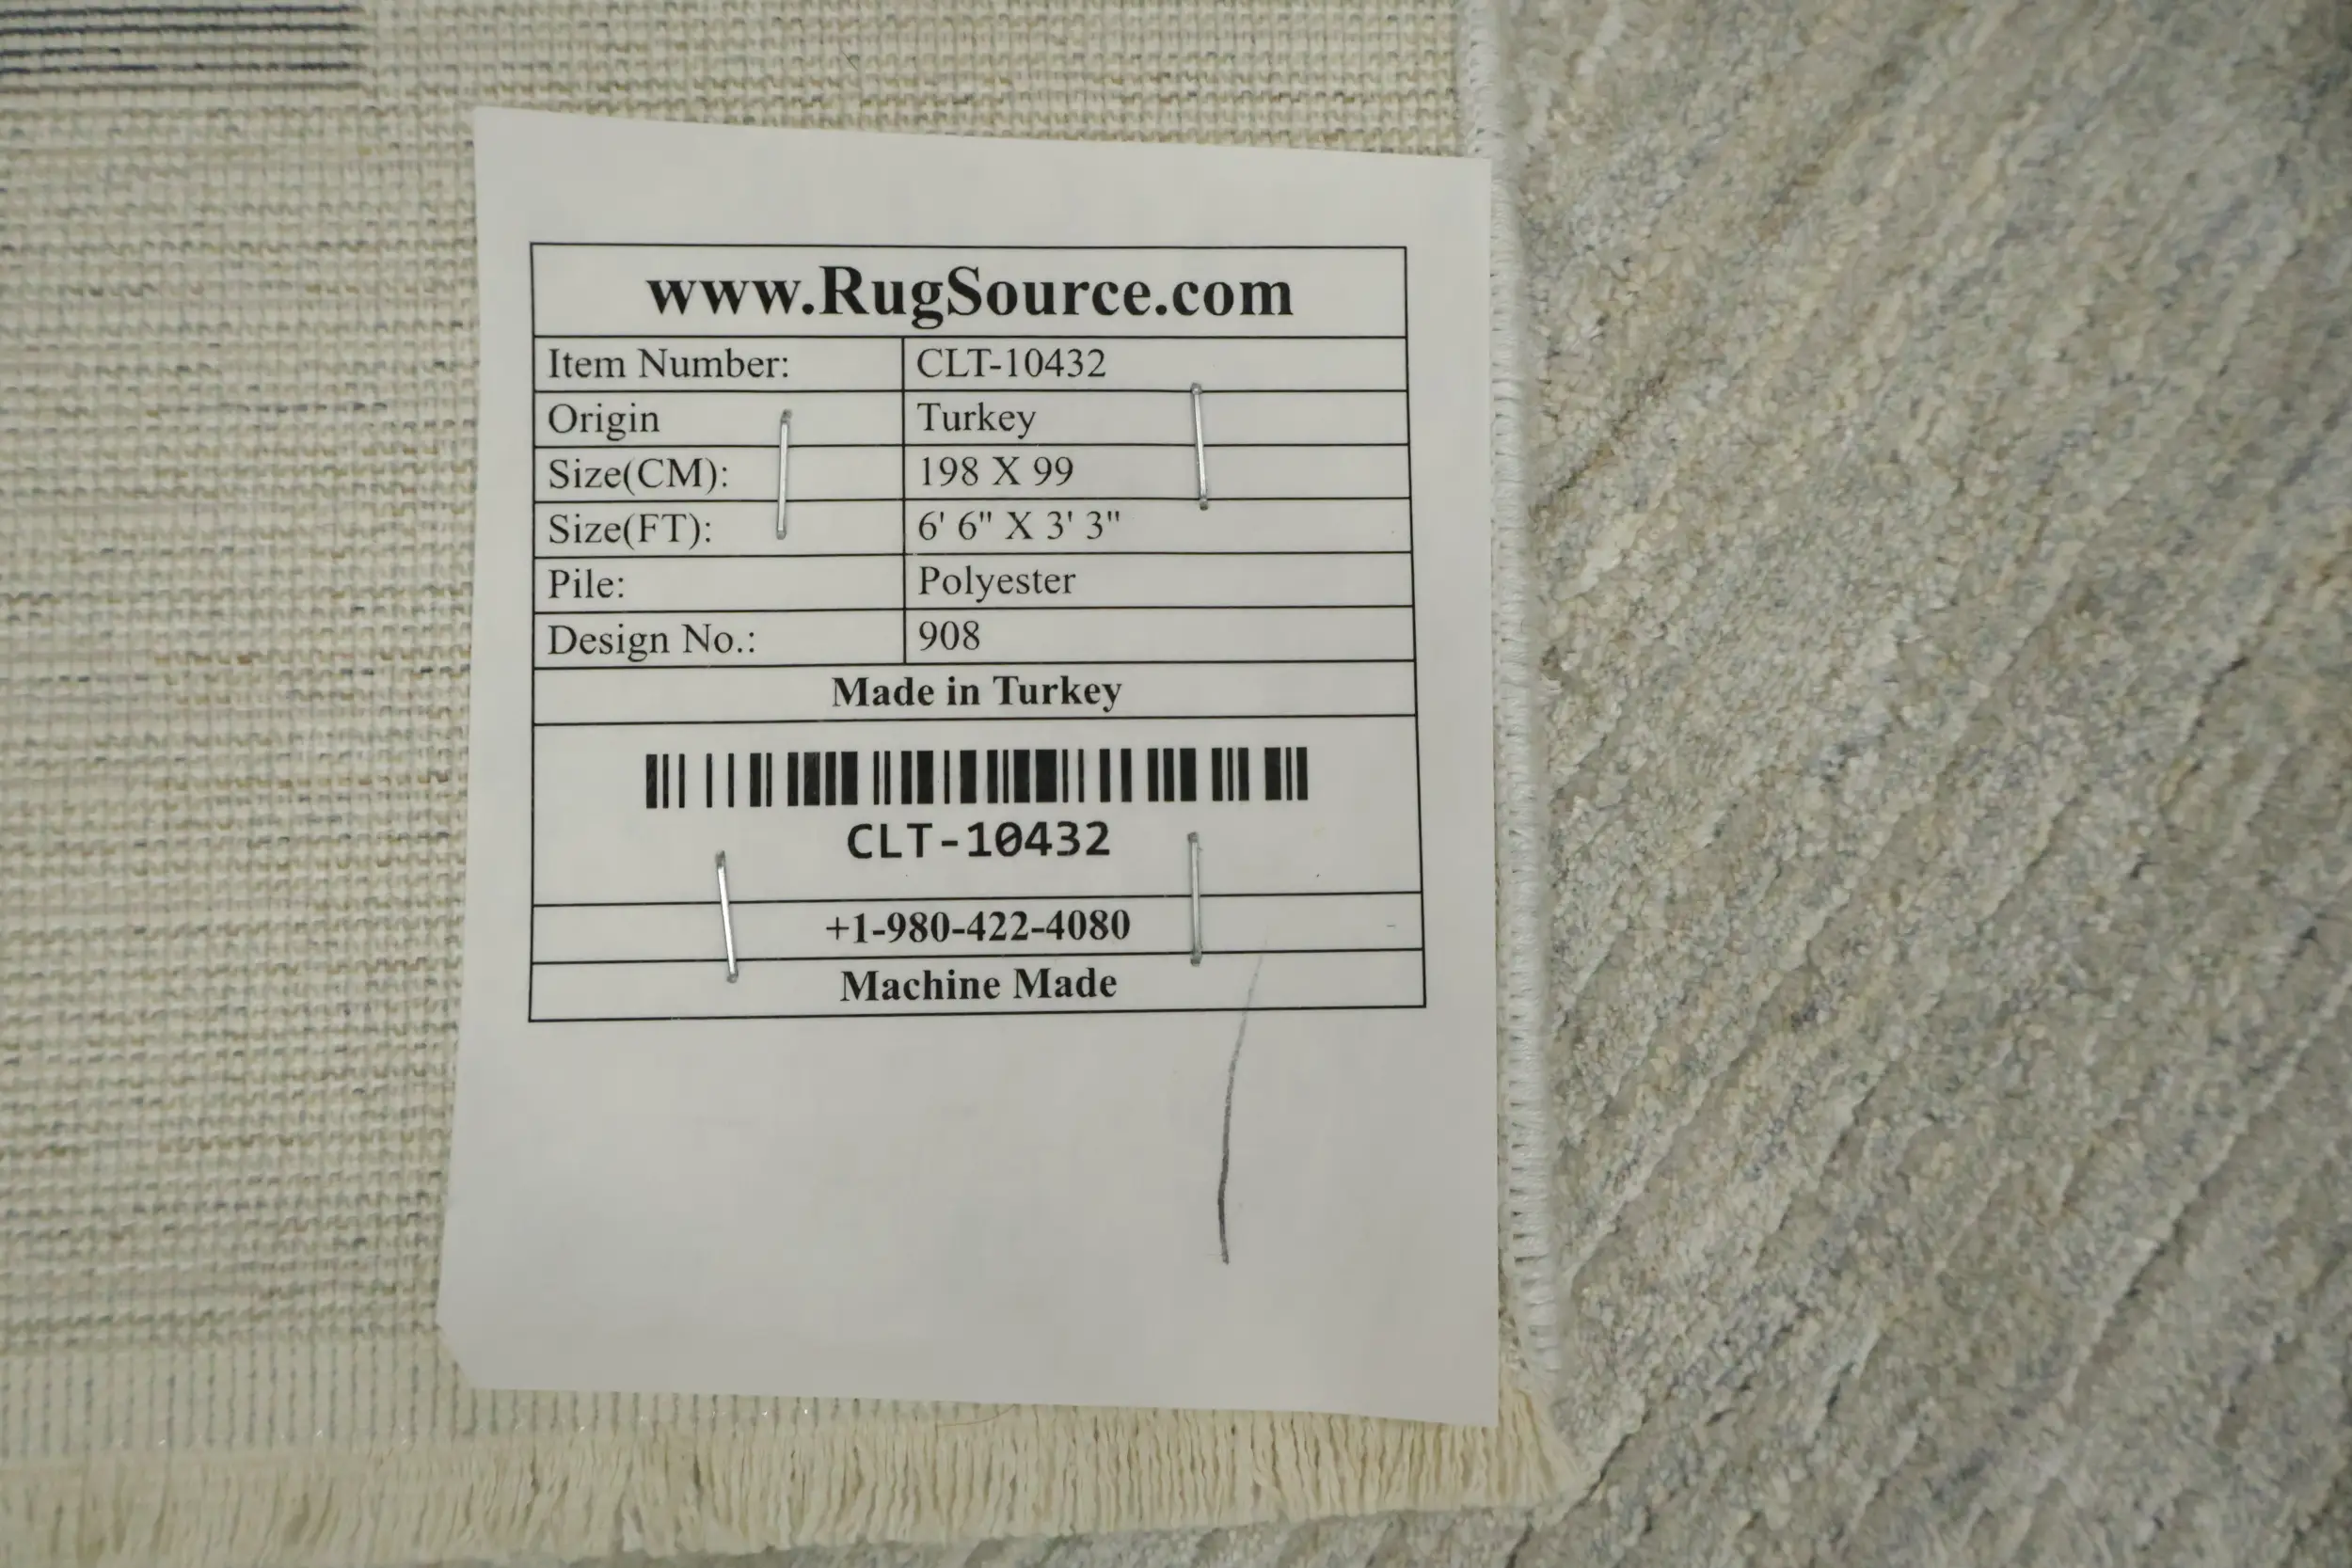 www.RugSource.com
Item Number: CLT-10432
Origin Turkey
Size(CM): 198 X 99
Size(FT): 6' 6" X 3' 3"
Pile: Polyester
Design No.: 908
Made in Turkey
CLT-10432
+1-980-422-4080
Machine Made